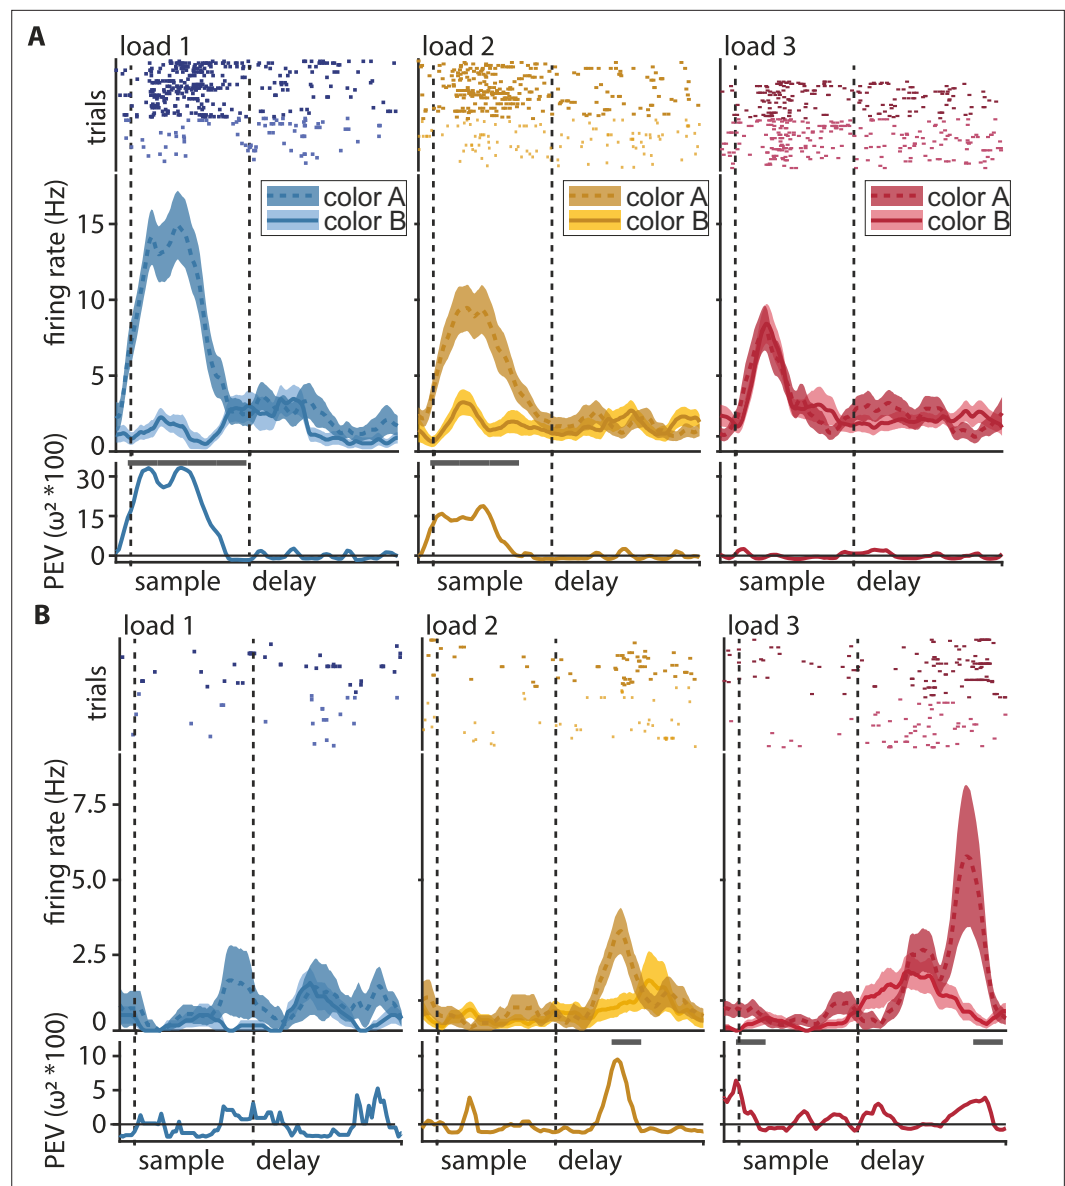 A
load 1
load 2
load 3
trials
color A
color B
color A
color B
color A
color B
firing rate (Hz)
15
10
5
0
PEV (ω² *100)
30
15
0
sample
delay
sample
delay
sample
delay
B
load 1
load 2
load 3
trials
firing rate (Hz)
7.5
5.0
2.5
0
PEV (ω² *100)
10
5
0
sample
delay
sample
delay
sample
delay